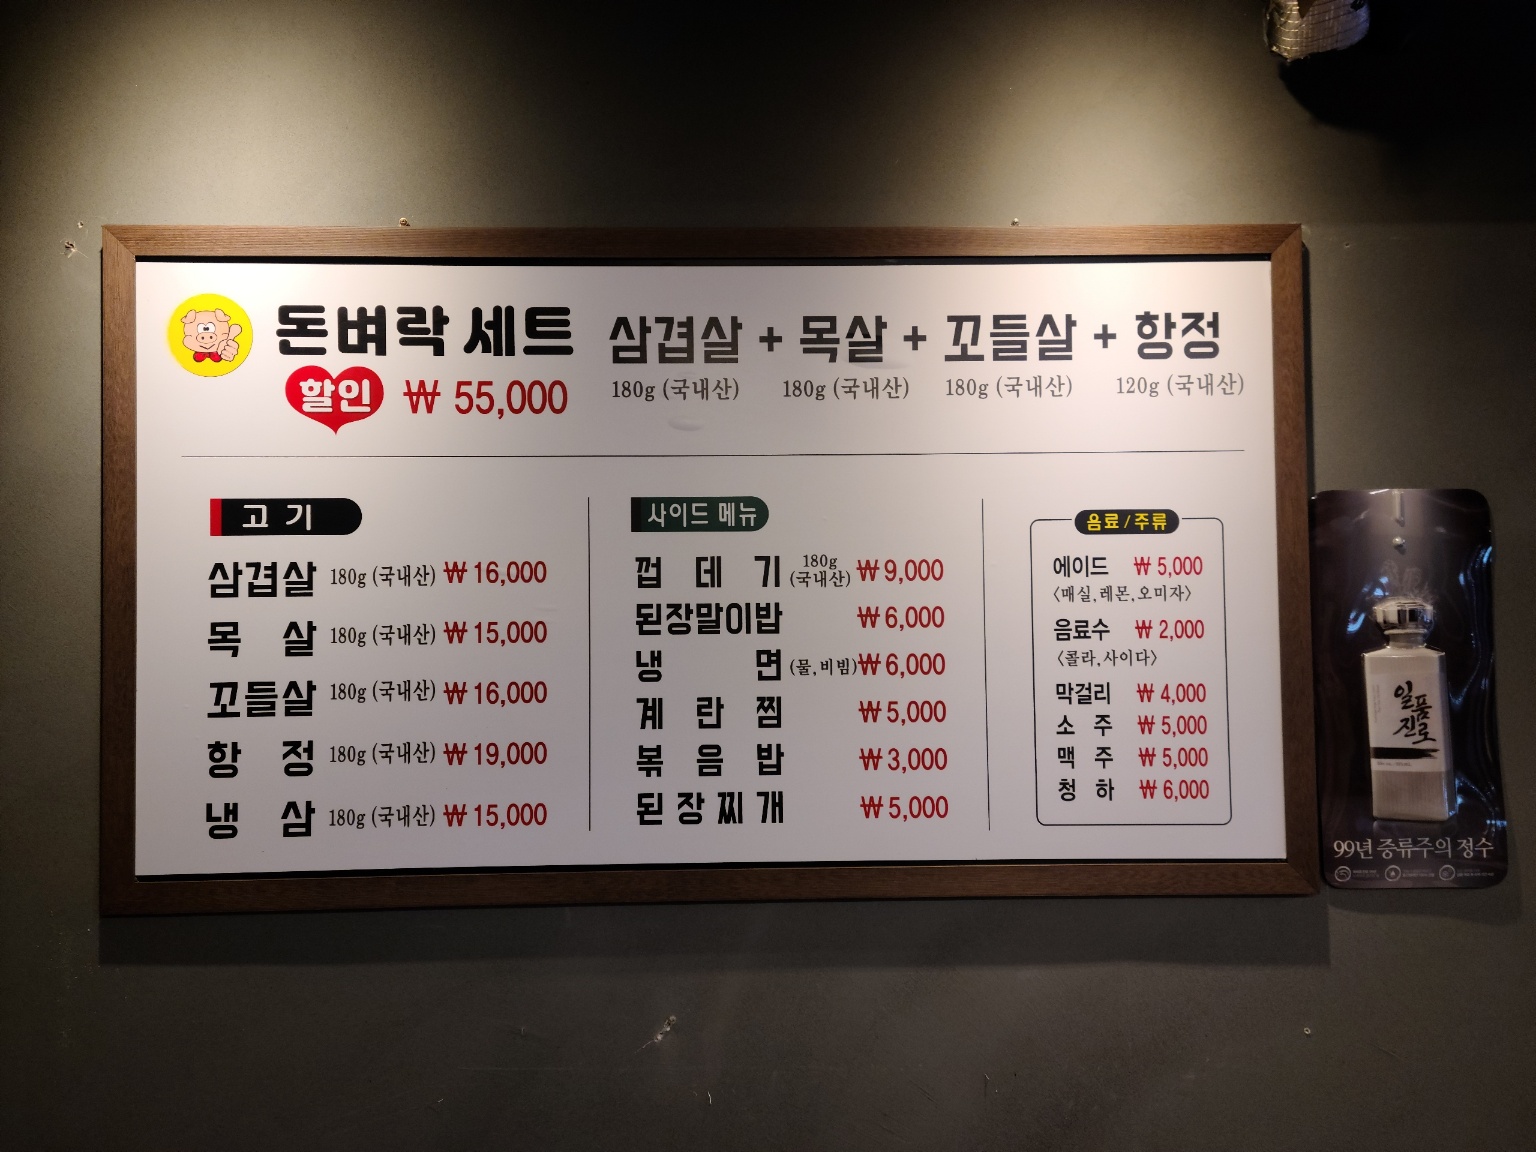 돈벼락 세트 삼겹살 + 목살 + 꼬들살 + 항정
할인 ₩ 55,000 180g (국내산) 180g (국내산) 180g (국내산) 120g (국내산)
고기
삼겹살 180g (국내산) ₩ 16,000
목 살 180g (국내산) ₩ 15,000
꼬들살 180g (국내산) ₩ 16,000
항 정 180g (국내산) ₩ 19,000
냉 삼 180g (국내산) ₩ 15,000
사이드 메뉴
껍 데 기 180g (국내산) ₩ 9,000
된장말이밥 ₩ 6,000
냉 면 (물,비빔) ₩ 6,000
계 란 찜 ₩ 5,000
볶 음 밥 ₩ 3,000
된 장 찌 개 ₩ 5,000
음료/주류
에이드 ₩ 5,000
〈매실,레몬,오미자〉
음료수 ₩ 2,000
〈콜라,사이다〉
막걸리 ₩ 4,000
소 주 ₩ 5,000
맥 주 ₩ 5,000
청 하 ₩ 6,000
일품
진로
99년 증류주의 정수